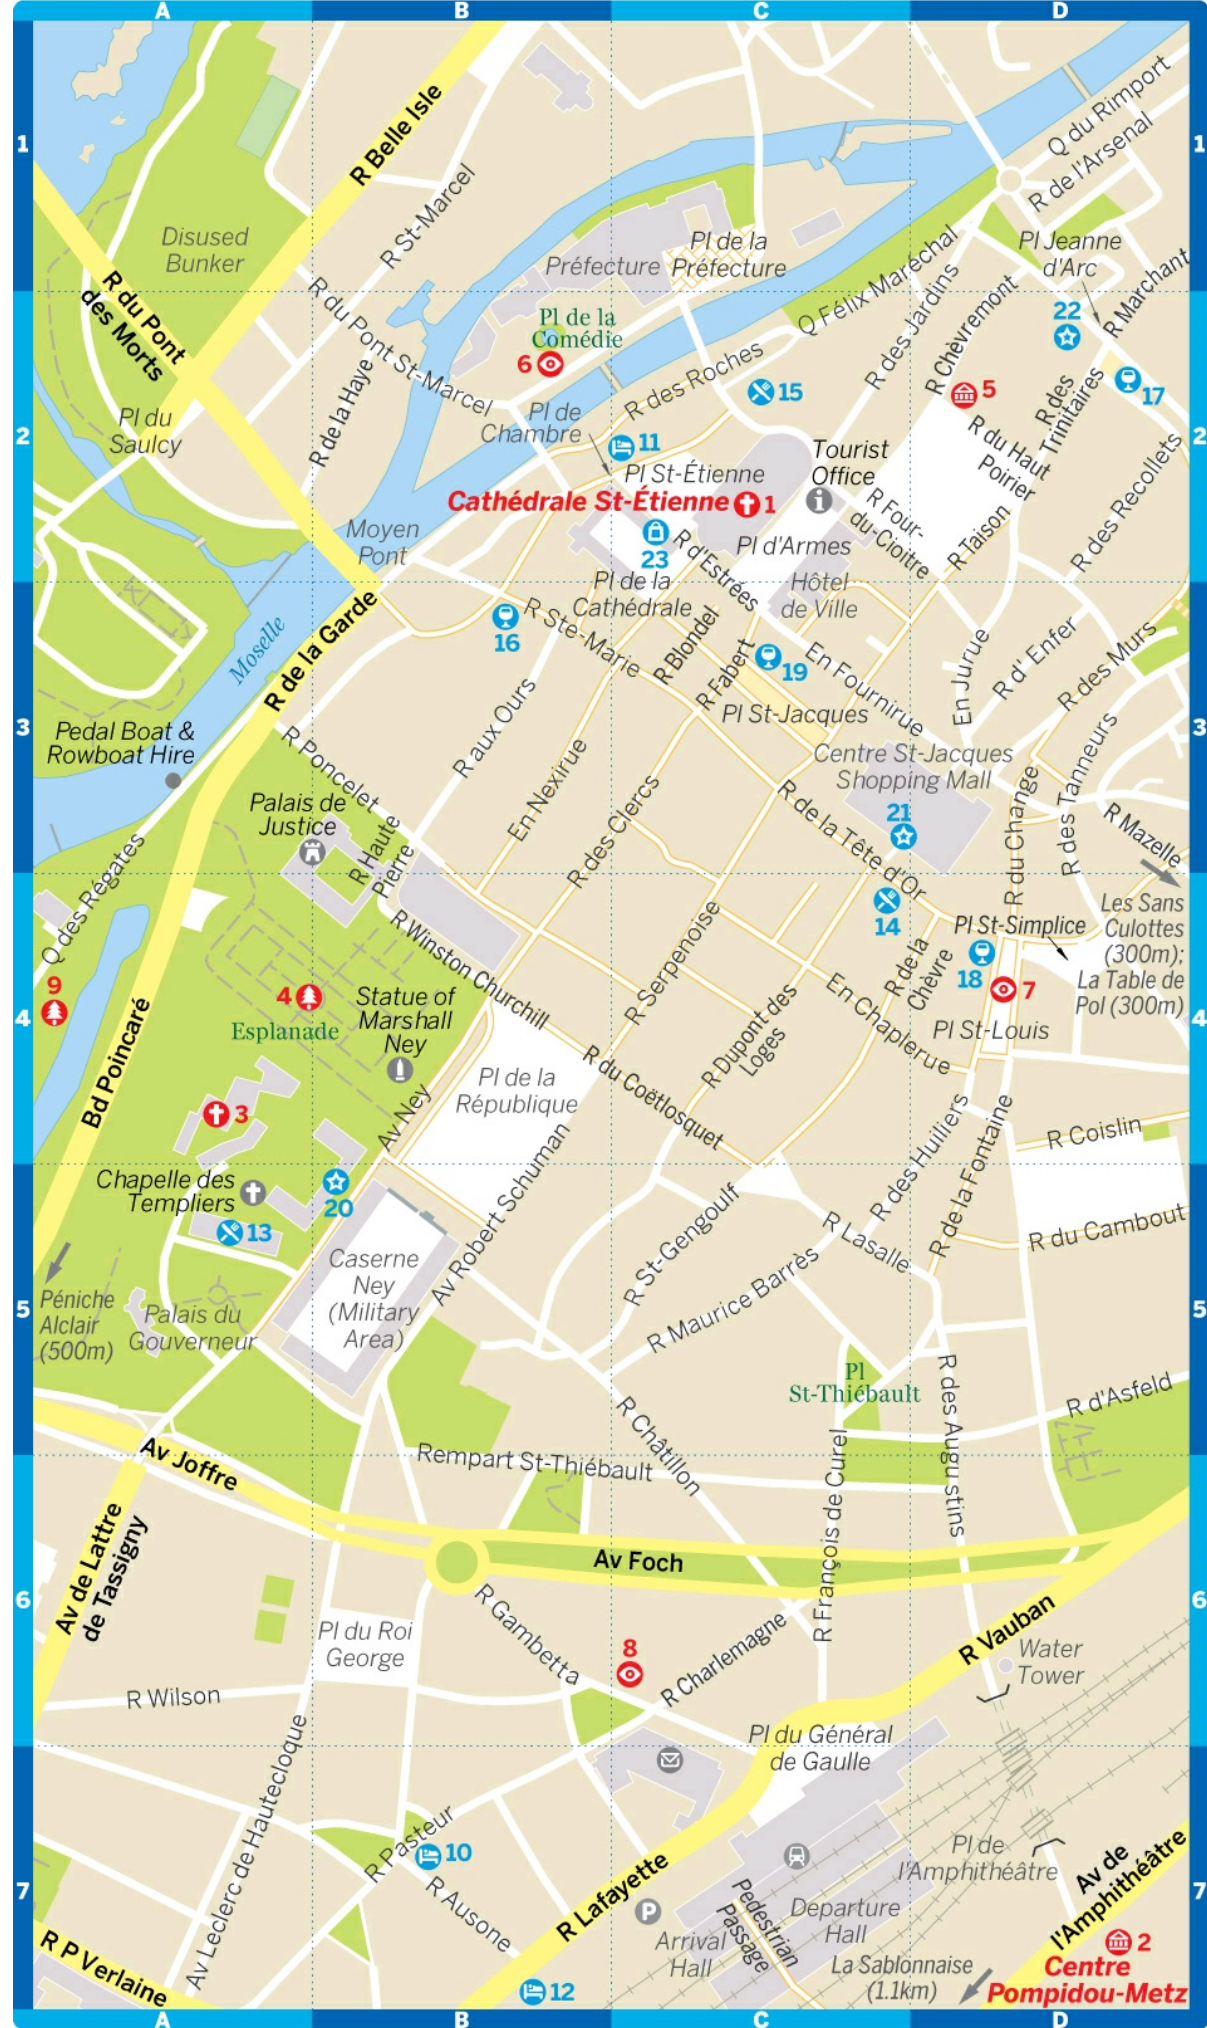 A
B
C
D
1
1
R Belle Isle
Q du Rimport
R de l'Arsenal
R St-Marcel
Disused
Bunker
Préfecture
Pl de la
Préfecture
Pl Jeanne
d'Arc
R Marchant
Q Félix Maréchal
R des Jardins
R Chèvremont
R du Pont
des Morts
R du Pont St-Marcel
R de la Haye
Pl de la
Comédie
6
22
R des Roches
15
5
17
2
2
Pl du
Saulcy
Pl de
Chambre
11
R des
Trinitaires
R du Haut
Poirier
Tourist
Office
Pl St-Étienne
Cathédrale St-Étienne
1
R Four-
du-Cloitre
R Taison
R des Recollets
Moyen
Pont
23
R d'Estrées
Pl d'Armes
Pl de la
Cathédrale
Hôtel
de Ville
Moselle
R de la Garde
16
R Ste-Marie
R Blondel
R Fabert
19
En Fournirue
En Jurue
R d' Enfer
R des Murs
3
3
Pedal Boat &
Rowboat Hire
R Poncelet
R aux Ours
Pl St-Jacques
Centre St-Jacques
Shopping Mall
21
En Nexirue
R des Clercs
R de la Tête d'Or
R du Change
R des Tanneurs
R Mazelle
Palais de
Justice
R Haute
Pierre
Q des Régates
R Winston Churchill
14
Pl St-Simplice
Les Sans
Culottes
(300m);
La Table de
Pol (300m)
4
4
9
4
Esplanade
Statue of
Marshall
Ney
R Serpenoise
R de la
Chèvre
18
7
Pl St-Louis
En Chaplerue
R Dupont des
Loges
Bd Poincaré
Pl de la
République
R du Coëtlosquet
3
Av Ney
R des Huiliers
R de la Fontaine
R Coislin
Chapelle des
Templiers
20
13
Av Robert Schuman
R St-Gengoulf
R Lasalle
R du Cambout
Caserne
Ney
(Military
Area)
R Maurice Barrès
5
5
Péniche
Alclair
(500m)
Palais du
Gouverneur
Pl
St-Thiébault
R des Augustins
R d'Asfeld
R Châtillon
Av Joffre
Rempart St-Thiébault
R François de Curel
Av de Lattre
de Tassigny
Av Foch
6
6
R Gambetta
Pl du Roi
George
8
R Charlemagne
R Vauban
Water
Tower
R Wilson
Pl du Général
de Gaulle
Av Leclerc de Hautecloque
R Pasteur
10
R Ausone
R Lafayette
P
Pl de
l'Amphithéâtre
Av de
l'Amphithéâtre
7
7
Pedestrian
Passage
Departure
Hall
Arrival
Hall
R P Verlaine
12
La Sablonnaise
(1.1km)
2
Centre
Pompidou-Metz
A
B
C
D